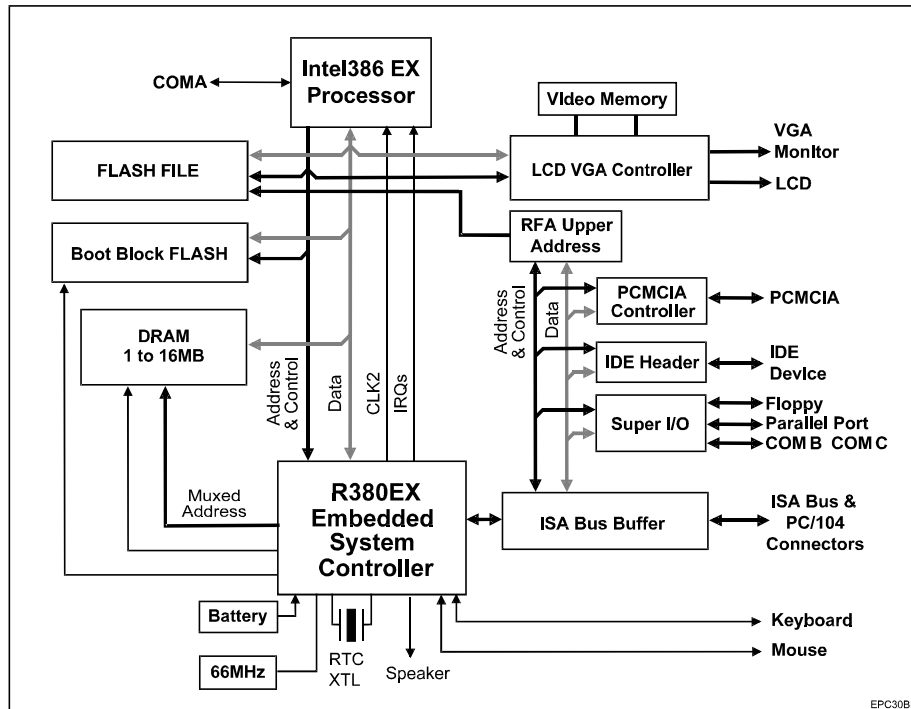 Intel386 EX
Processor
COMA
VIdeo Memory
VGA
MonItor
LCD VGA Controller
LCD
FLASH FILE
RFA Upper
Address
Boot Block FLASH
PCMCIA
Controller
PCMCIA
DRAM
1 to 16MB
Address
& Control
Data
CLK2
IRQs
Address
& Control
Data
IDE Header
IDE
DevIce
Super I/O
Floppy
Parallel Port
COM B COM C
Muxed
Address
R380EX
Embedded
System
Controller
ISA Bus Buffer
ISA Bus &
PC/104
Connectors
Battery
66MHz
RTC
XTL
Speaker
Keyboard
Mouse
EPC30B